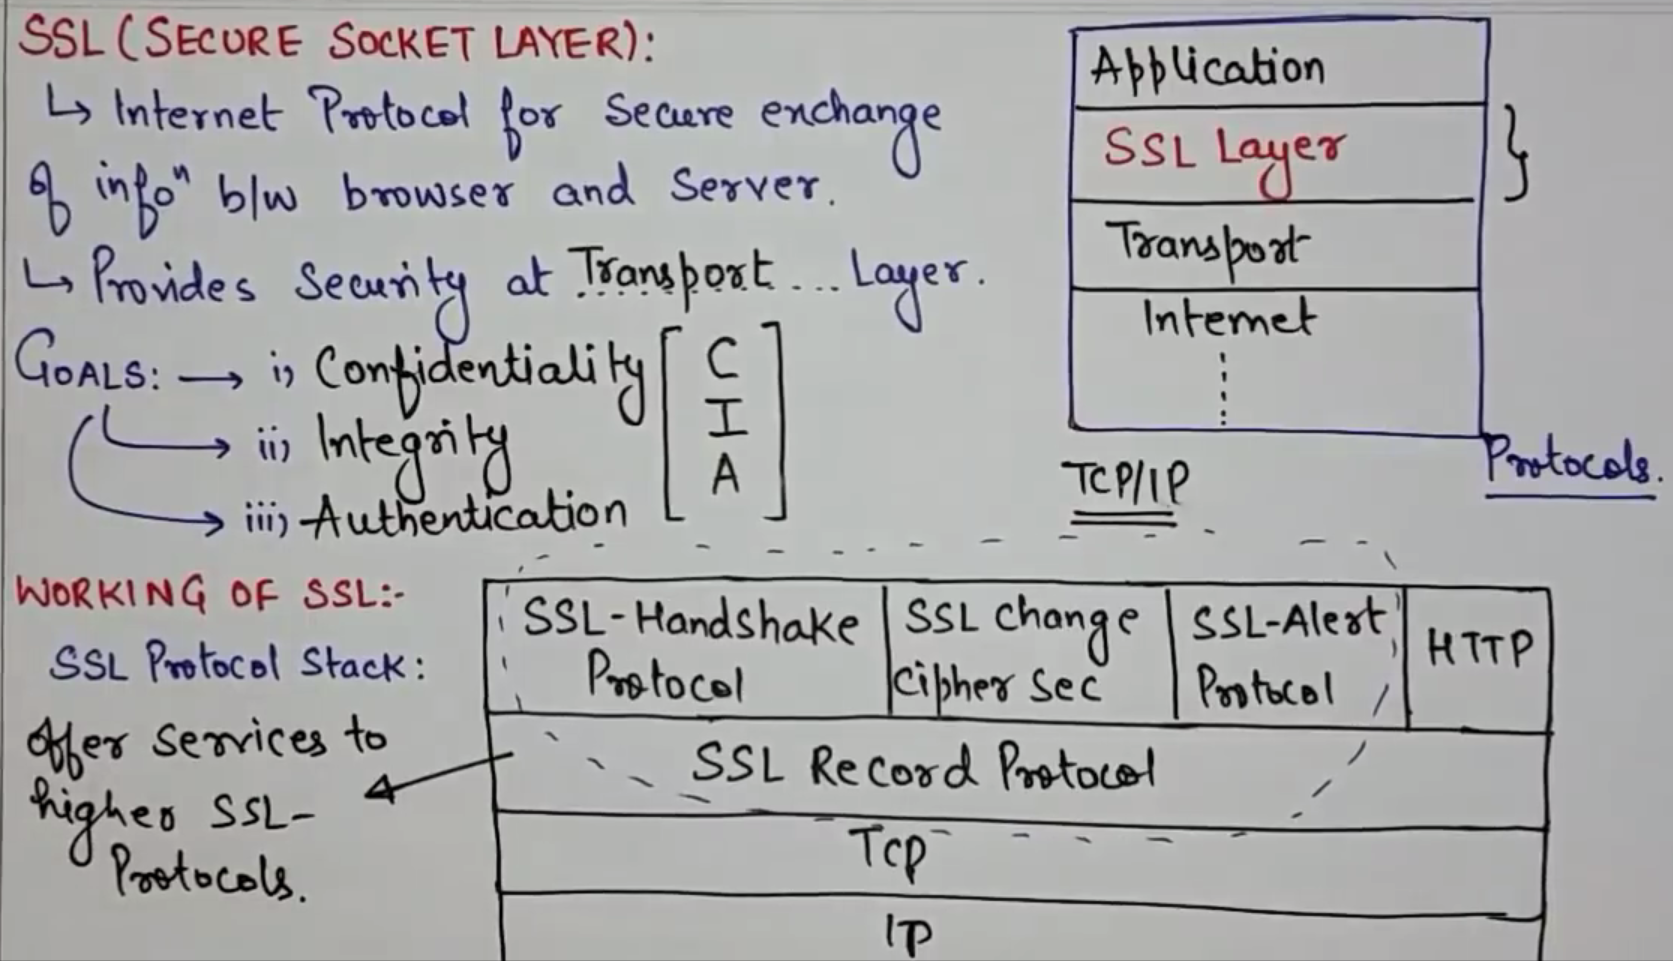 SSL (SECURE SOCKET LAYER):
↳ Internet Protocol for secure exchange
of infoⁿ b/w browser and server.
↳ Provides security at Transport ... Layer.
GOALS: → i) Confidentiality
ii) Integrity
iii) Authentication
C
I
A
Application
SSL Layer
Transport
Internet
TCP/IP
Protocols.
WORKING OF SSL:-
SSL Protocol Stack:
offer services to
higher SSL-
Protocols.
SSL-Handshake
Protocol
SSL Change
Cipher Sec
SSL-Alert
Protocol
HTTP
SSL Record Protocol
TCP
IP